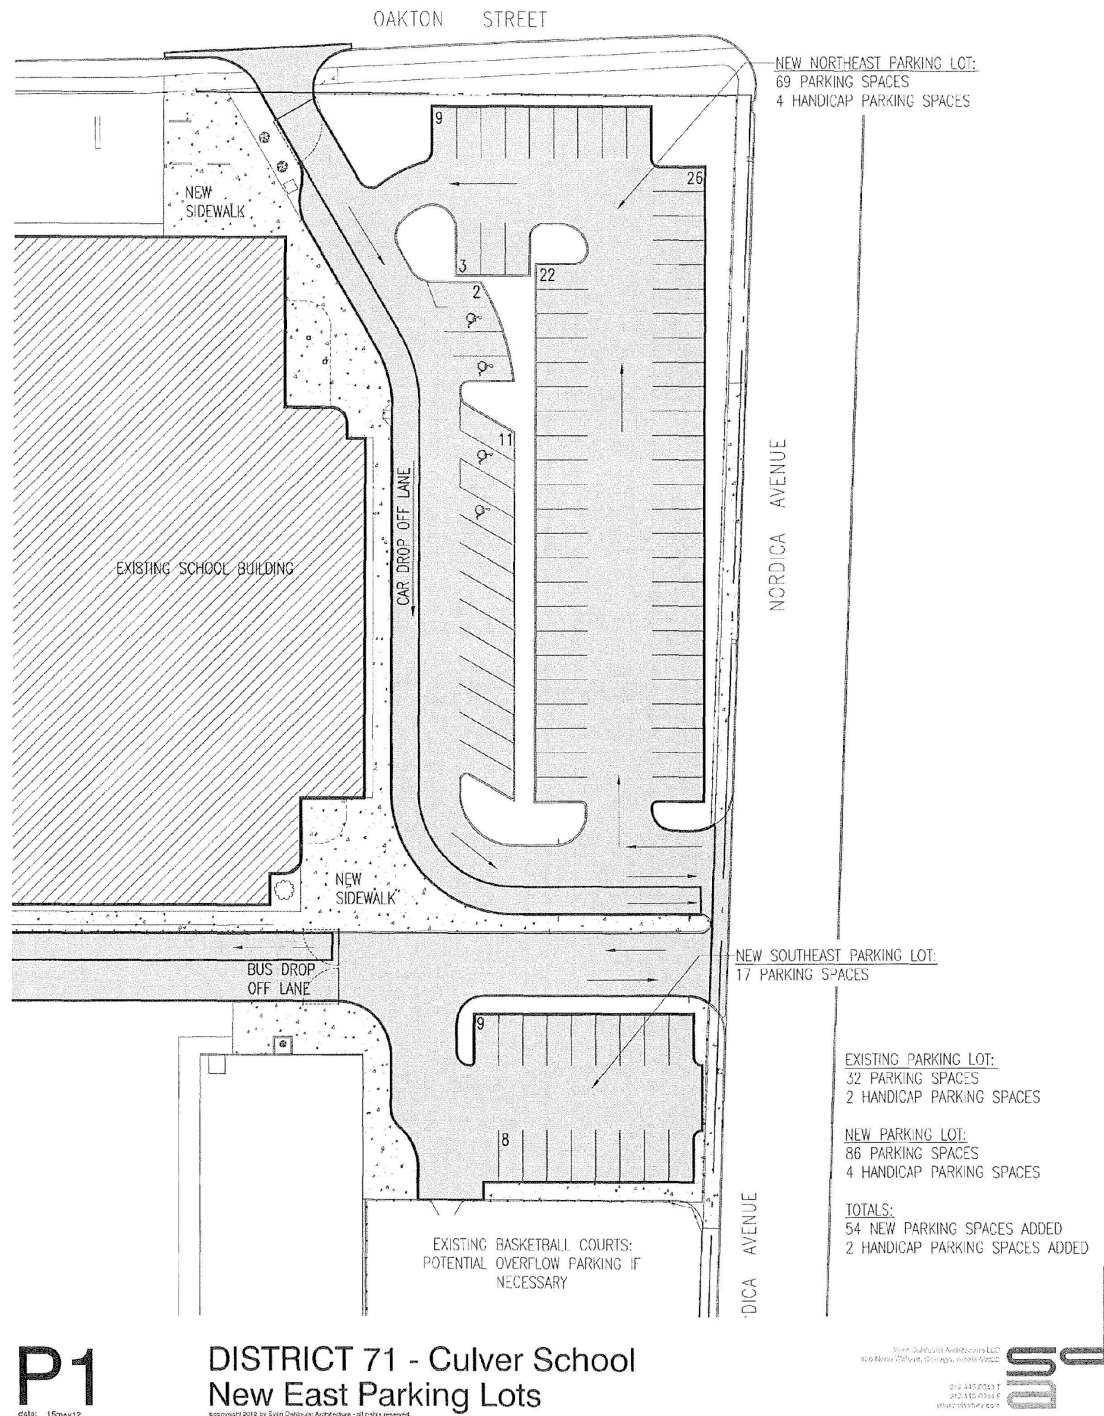 OAKTON STREET
NEW NORTHEAST PARKING LOT:
69 PARKING SPACES
4 HANDICAP PARKING SPACES
9
26
NEW
SIDEWALK
3
22
2
11
NORDICA AVENUE
CAR DROP OFF LANE
EXISTING SCHOOL BUILDING
NEW
SIDEWALK
NEW SOUTHEAST PARKING LOT:
17 PARKING SPACES
BUS DROP
OFF LANE
9
8
EXISTING PARKING LOT:
32 PARKING SPACES
2 HANDICAP PARKING SPACES
NEW PARKING LOT:
86 PARKING SPACES
4 HANDICAP PARKING SPACES
TOTALS:
54 NEW PARKING SPACES ADDED
2 HANDICAP PARKING SPACES ADDED
DICA AVENUE
EXISTING BASKETBALL COURTS:
POTENTIAL OVERFLOW PARKING IF
NECESSARY
P1
date: 15may12
DISTRICT 71 - Culver School
New East Parking Lots